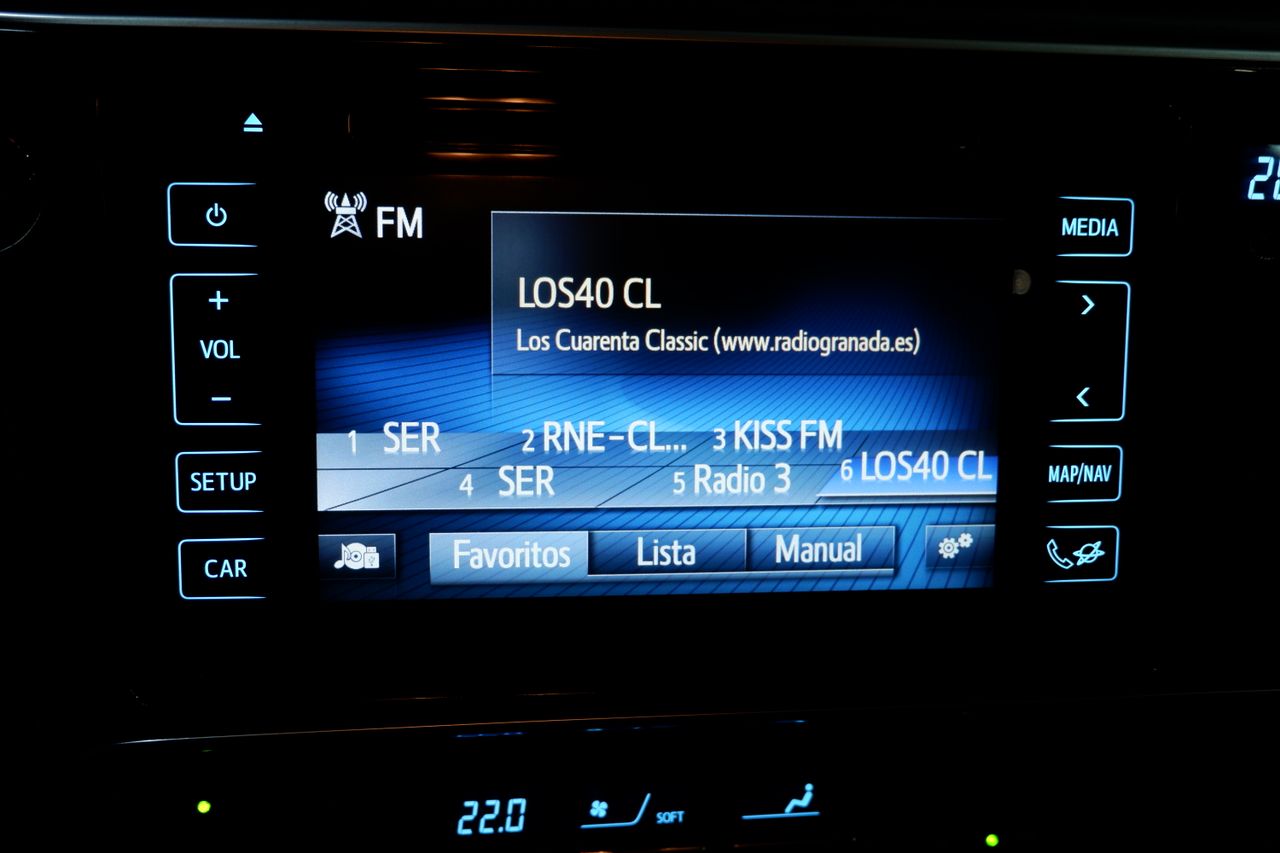 FM
MEDIA
LOS40 CL
Los Cuarenta Classic (www.radiogranada.es)
+
VOL
−
1 SER 2 RNE-CL... 3 KISS FM
4 SER 5 Radio 3 6 LOS40 CL
SETUP
MAP/NAV
Favoritos Lista Manual
CAR
22.0
SOFT